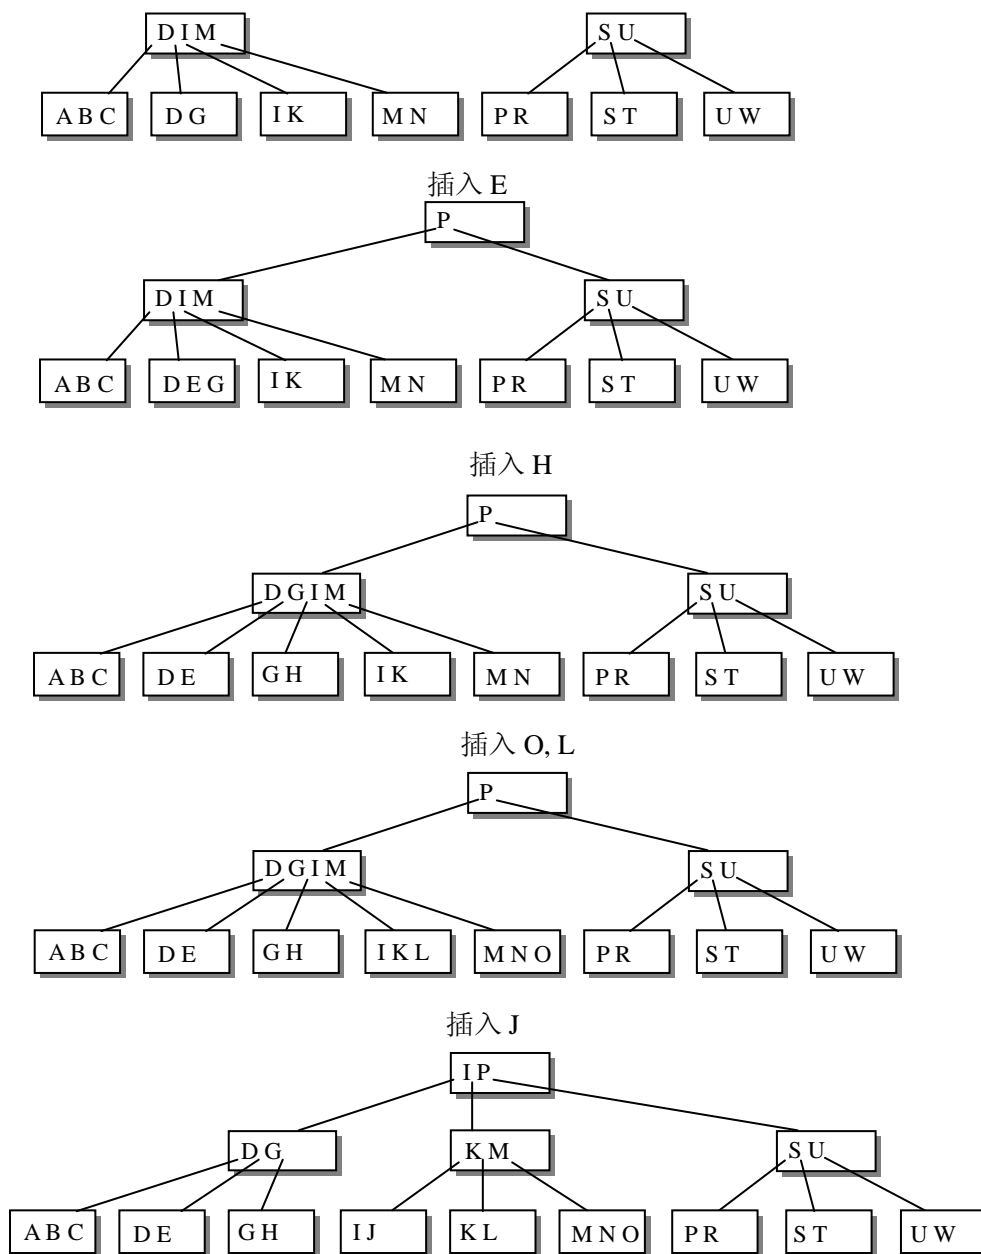 D I M S U
A B C D G I K M N P R S T U W
插入 E
P
D I M S U
A B C D E G I K M N P R S T U W
插入 H
P
D G I M S U
A B C D E G H I K M N P R S T U W
插入 O, L
P
D G I M S U
A B C D E G H I K L M N O P R S T U W
插入 J
I P
D G K M S U
A B C D E G H I J K L M N O P R S T U W